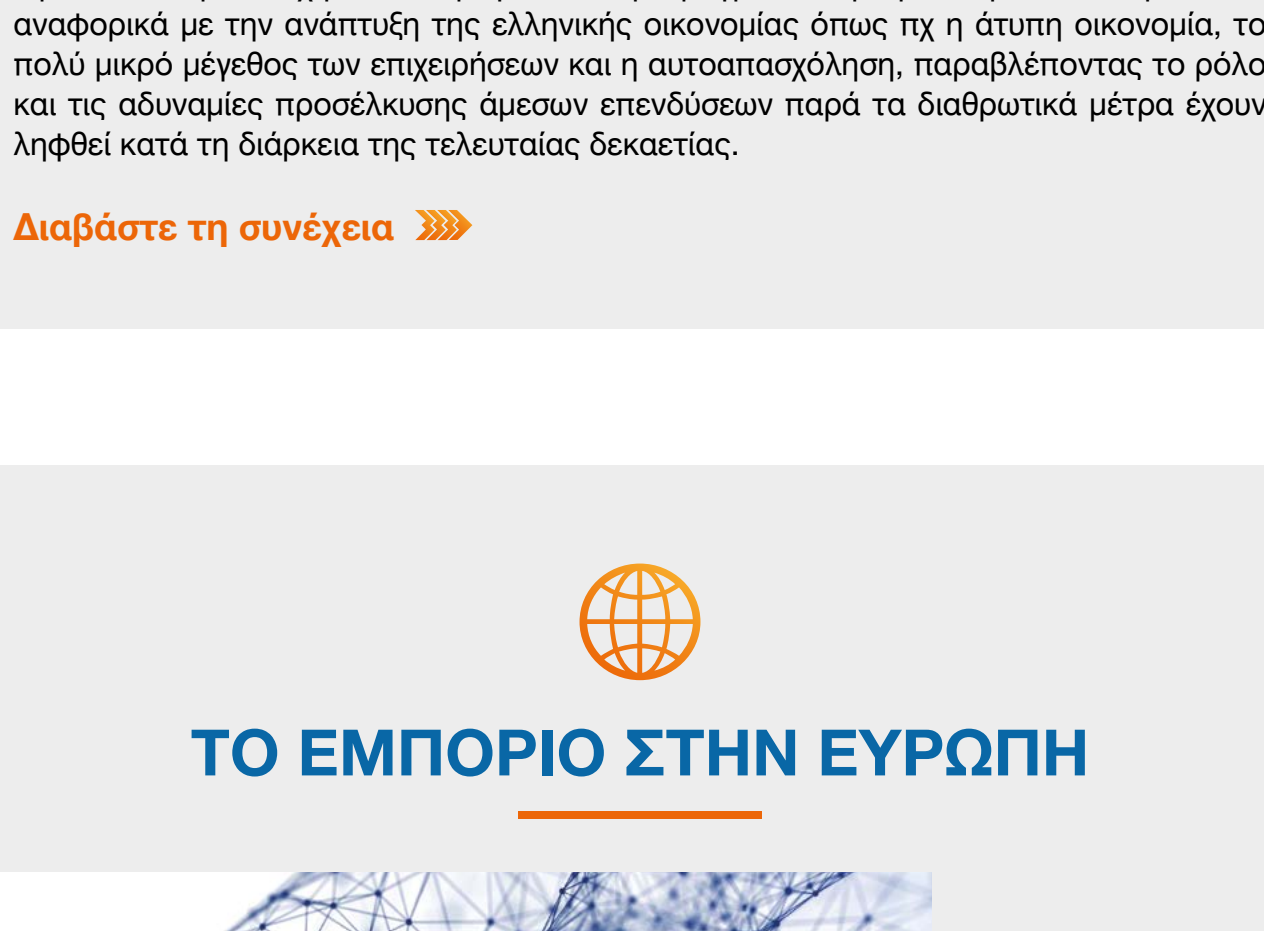 αναφορικά με την ανάπτυξη της ελληνικής οικονομίας όπως πχ η άτυπη οικονομία, το
πολύ μικρό μέγεθος των επιχειρήσεων και η αυτοαπασχόληση, παραβλέποντας το ρόλο
και τις αδυναμίες προσέλκυσης άμεσων επενδύσεων παρά τα διαθρωτικά μέτρα έχουν
ληφθεί κατά τη διάρκεια της τελευταίας δεκαετίας.
Διαβάστε τη συνέχεια
ΤΟ ΕΜΠΟΡΙΟ ΣΤΗΝ ΕΥΡΩΠΗ